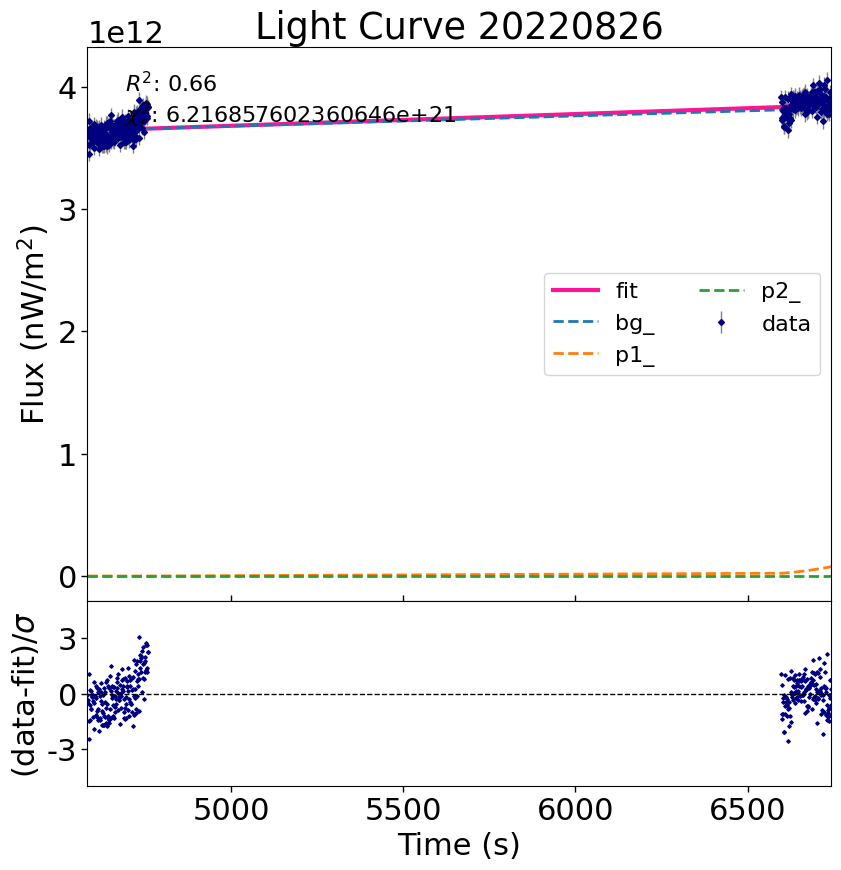 Light Curve 20220826
1e12
R²: 0.66
: 6.216857602360646e+21
4
3
2
1
0
Flux (nW/m²)
fit
bg_
p1_
p2_
data
3
0
-3
(data-fit)/σ
5000
5500
6000
6500
Time (s)